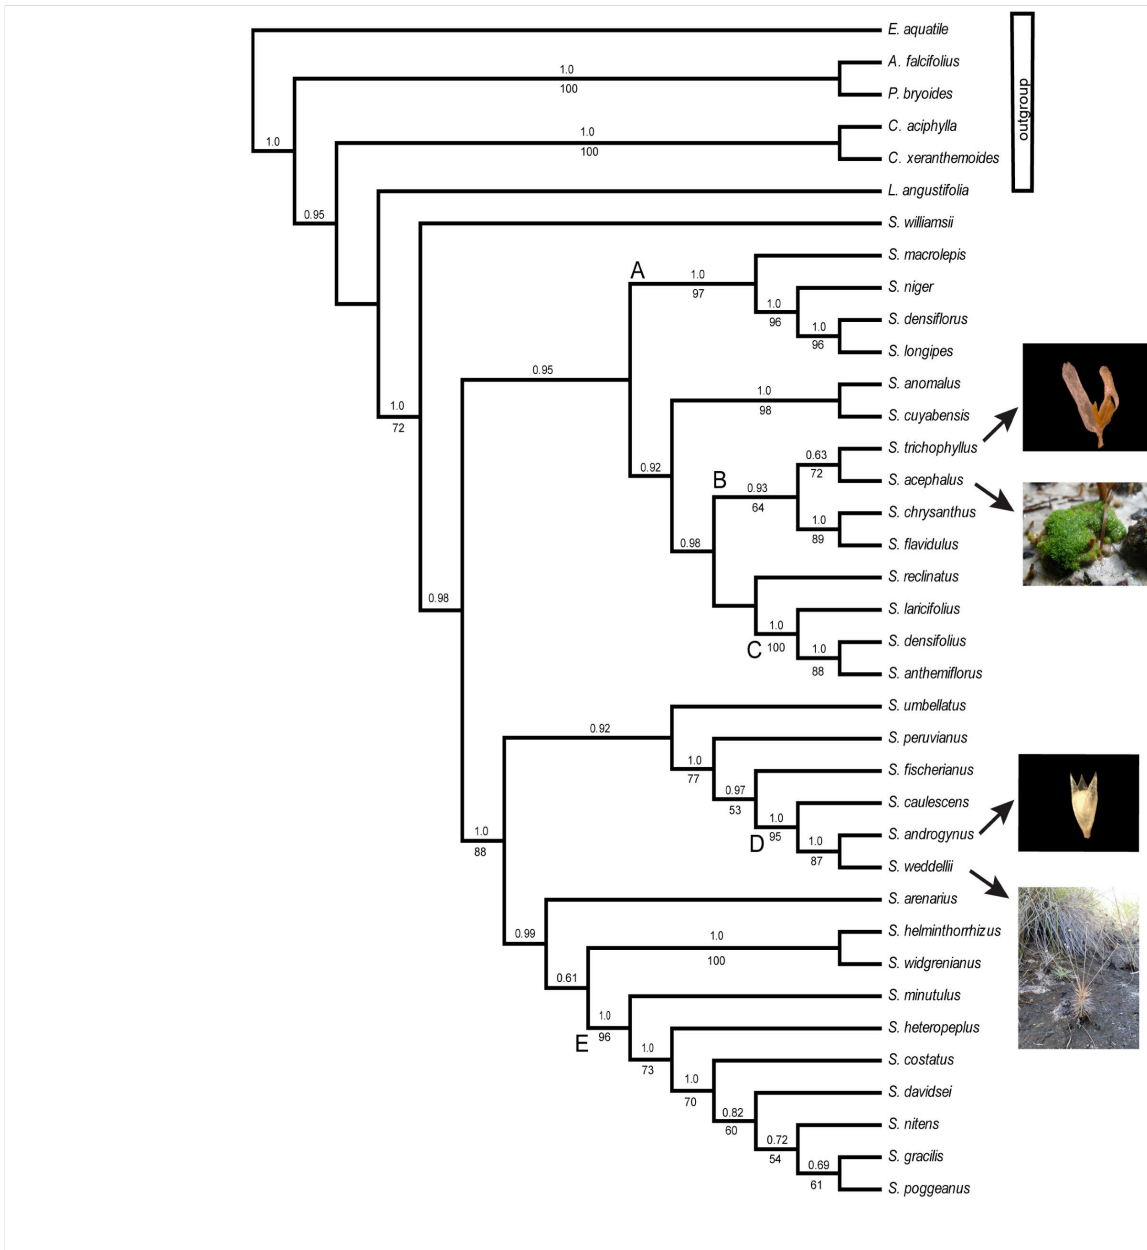 E. aquatile
A. falcifolius
1.0
100
P. bryoides
outgroup
C. aciphylla
1.0
1.0
100
C. xeranthemoides
L. angustifolia
0.95
S. williamsii
S. macrolepis
A
1.0
S. niger
97
1.0
96
S. densiflorus
1.0
96
S. longipes
0.95
S. anomalus
1.0
98
1.0
72
S. cuyabensis
S. trichophyllus
0.63
0.92
72
B
S. acephalus
0.93
64
S. chrysanthus
1.0
89
0.98
S. flavidulus
S. reclinatus
0.98
S. laricifolius
1.0
C
100
S. densifolius
1.0
88
S. anthemiflorus
S. umbellatus
0.92
S. peruvianus
1.0
77
S. fischerianus
0.97
53
S. caulescens
1.0
95
D
1.0
88
S. androgynus
1.0
87
S. weddellii
S. arenarius
0.99
S. helminthorrhizus
1.0
100
S. widgrenianus
0.61
S. minutulus
1.0
96
E
S. heteropeplus
1.0
73
S. costatus
1.0
70
S. davidsei
0.82
60
S. nitens
0.72
54
S. gracilis
0.69
61
S. poggeanus